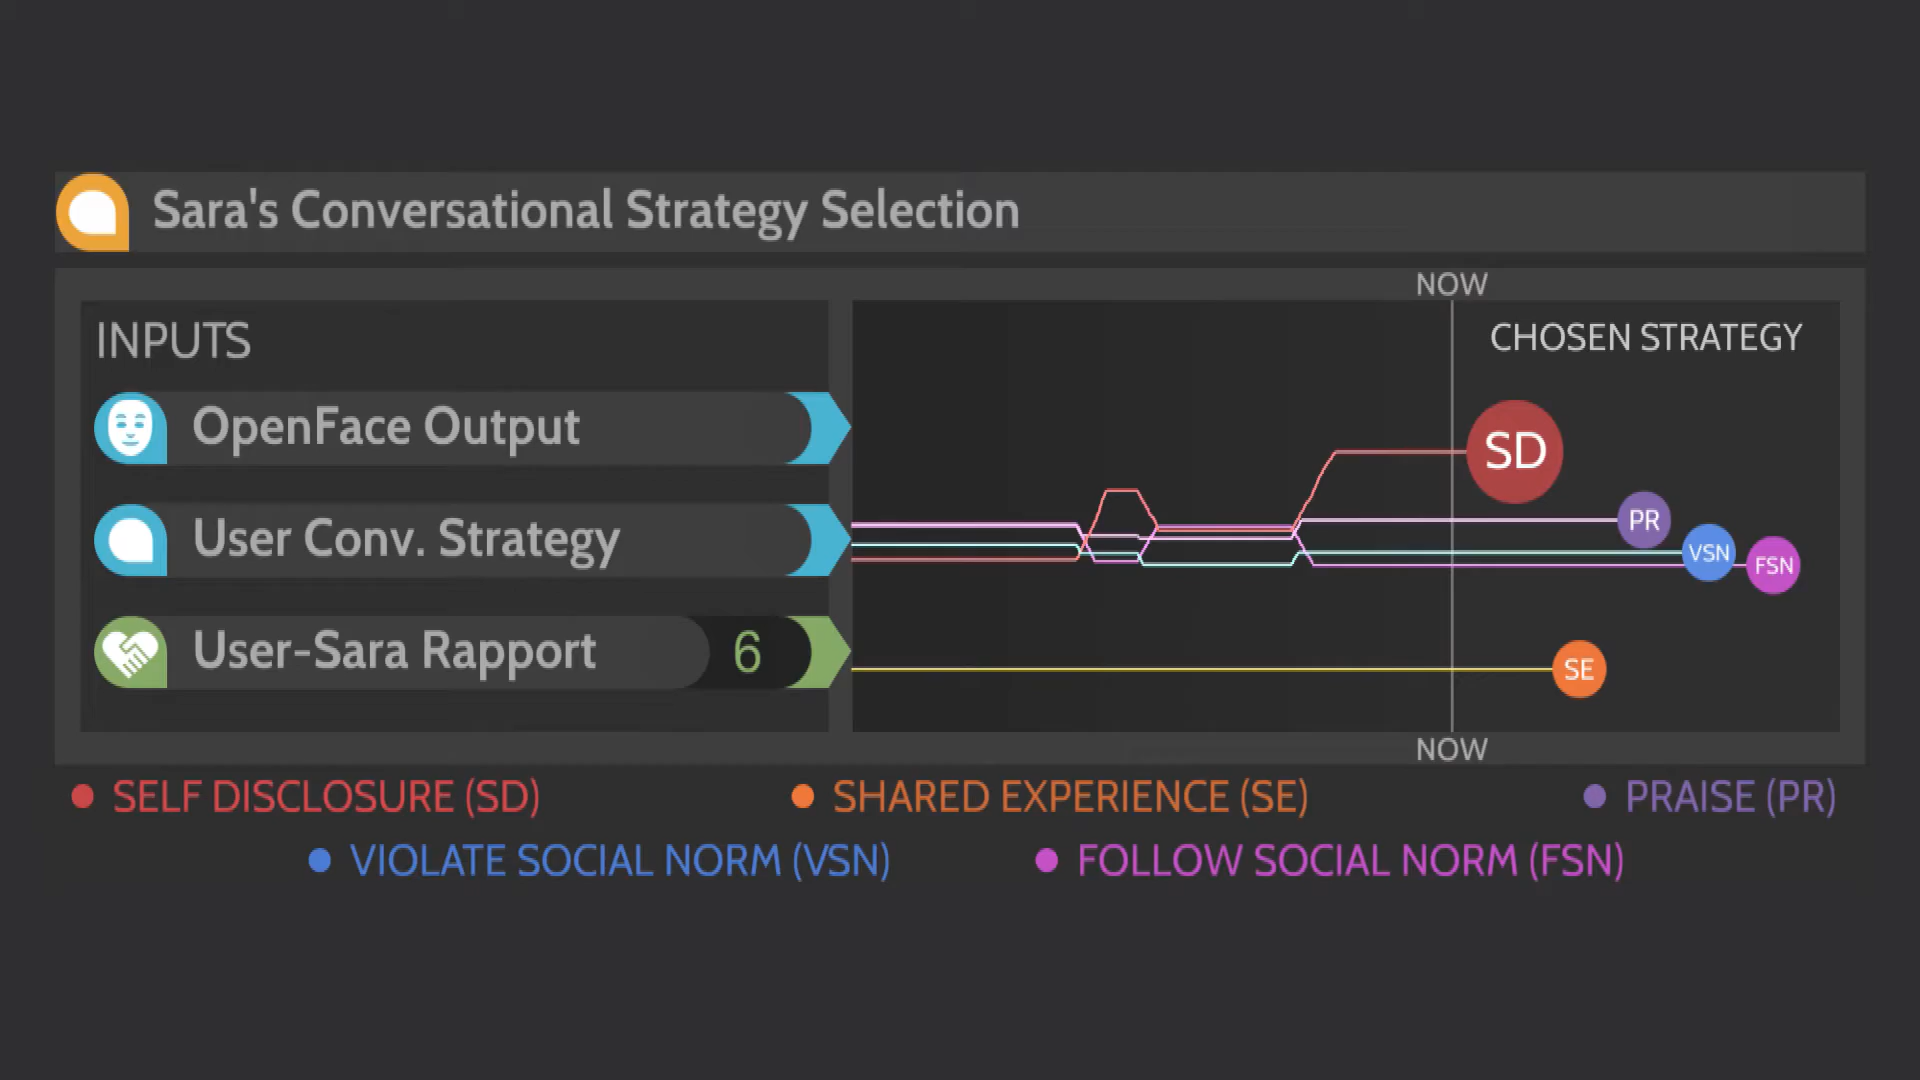 Sara's Conversational Strategy Selection
NOW
INPUTS
CHOSEN STRATEGY
OpenFace Output
SD
User Conv. Strategy
PR
VSN
FSN
User-Sara Rapport 6
SE
NOW
SELF DISCLOSURE (SD) SHARED EXPERIENCE (SE) PRAISE (PR)
VIOLATE SOCIAL NORM (VSN) FOLLOW SOCIAL NORM (FSN)